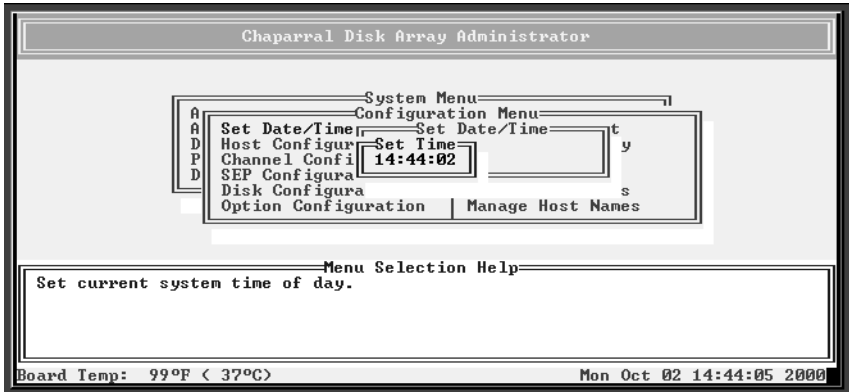 Chaparral Disk Array Administrator
System Menu
A Configuration Menu
A Set Date/Time Set Date/Time t
D Host Configur Set Time y
P Channel Confi 14:44:02
D SEP Configura
Disk Configura s
Option Configuration Manage Host Names
Menu Selection Help
Set current system time of day.
Board Temp: 99°F ( 37°C) Mon Oct 02 14:44:05 2000